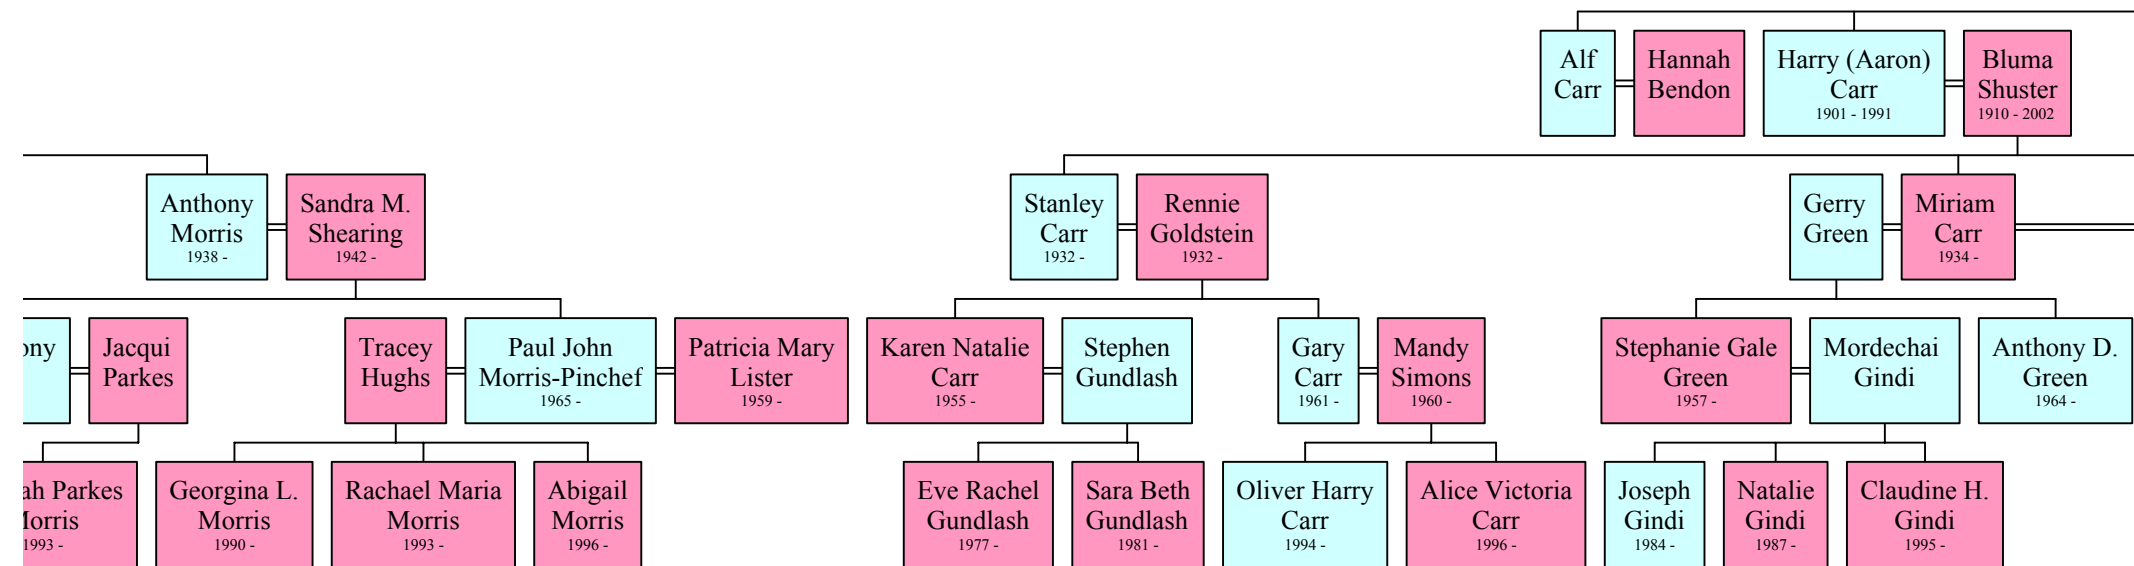 Alf
Carr
Hannah
Bendon
Harry (Aaron)
Carr
1901 - 1991
Bluma
Shuster
1910 - 2002
Anthony
Morris
1938 -
Sandra M.
Shearing
1942 -
Stanley
Carr
1932 -
Rennie
Goldstein
1932 -
Gerry
Green
Miriam
Carr
1934 -
Jacqui
Parkes
Tracey
Hughs
Paul John
Morris-Pinchef
1965 -
Patricia Mary
Lister
1959 -
Karen Natalie
Carr
1955 -
Stephen
Gundlash
Gary
Carr
1961 -
Mandy
Simons
1960 -
Stephanie Gale
Green
1957 -
Mordechai
Gindi
Anthony D.
Green
1964 -
Parkes
1993 -
Georgina L.
Morris
1990 -
Rachael Maria
Morris
1993 -
Abigail
Morris
1996 -
Eve Rachel
Gundlash
1977 -
Sara Beth
Gundlash
1981 -
Oliver Harry
Carr
1994 -
Alice Victoria
Carr
1996 -
Joseph
Gindi
1984 -
Natalie
Gindi
1987 -
Claudine H.
Gindi
1995 -